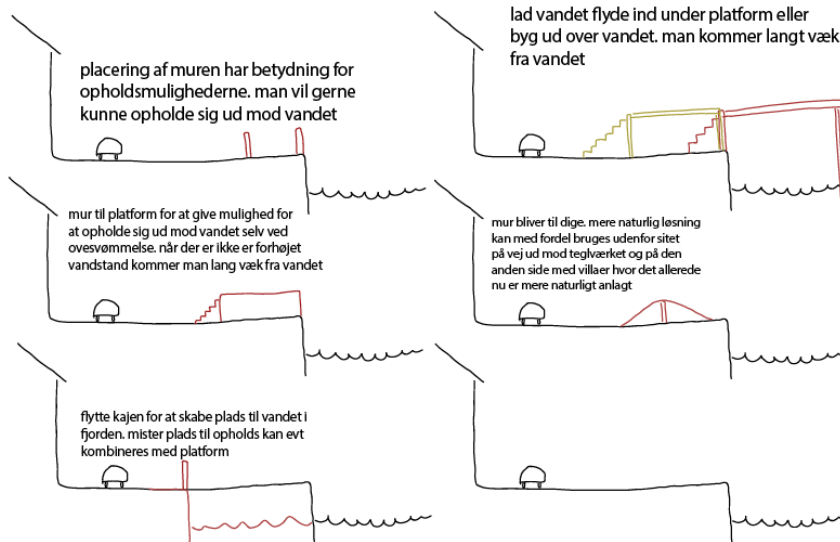 placering af muren har betydning for
opholdsmulighederne. man vil gerne
kunne opholde sig ud mod vandet
lad vandet flyde ind under platform eller
byg ud over vandet. man kommer langt væk
fra vandet
mur til platform for at give mulighed for
at opholde sig ud mod vandet selv ved
ovesvømmelse. når der er ikke er forhøjet
vandstand kommer man lang væk fra vandet
mur bliver til dige. mere naturlig løsning
kan med fordel bruges udenfor sitet
på vej ud mod teglværket og på den
anden side med villaer hvor det allerede
nu er mere naturligt anlagt
flytte kajen for at skabe plads til vandet i
fjorden. mister plads til opholds kan evt
kombineres med platform